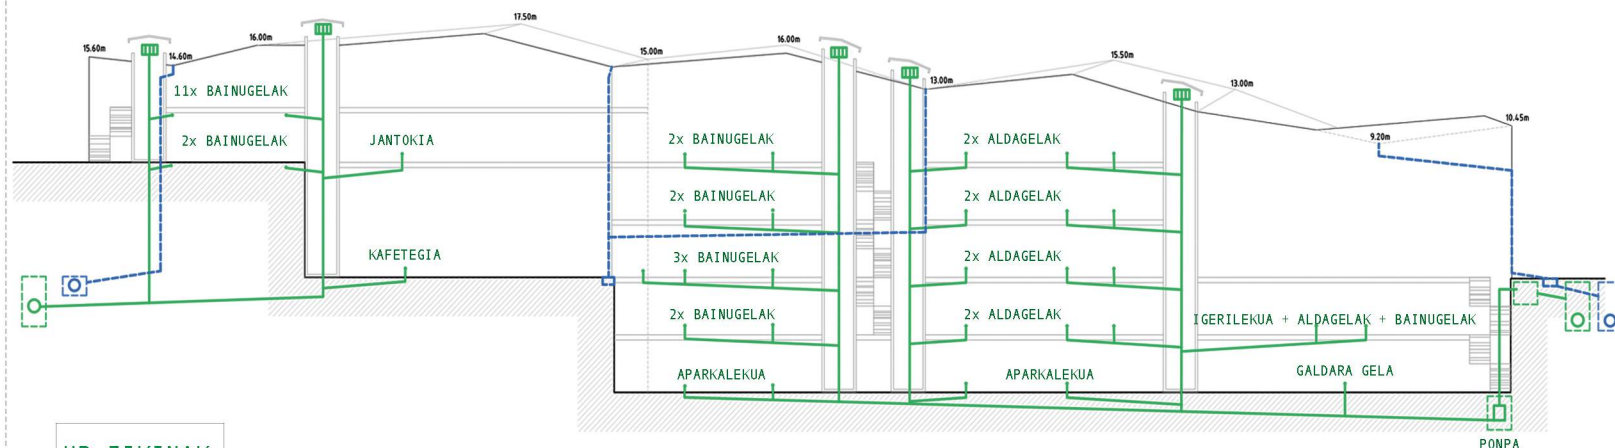 17.50m
16.00m
15.60m
14.60m
15.00m
16.00m
13.00m
15.50m
13.00m
9.20m
10.45m
11x BAINUGELAK
2x BAINUGELAK
JANTOKIA
2x BAINUGELAK
2x ALDAGELAK
2x BAINUGELAK
2x ALDAGELAK
KAFETEGIA
3x BAINUGELAK
2x ALDAGELAK
2x BAINUGELAK
2x ALDAGELAK
IGERILEKUA + ALDAGELAK + BAINUGELAK
APARKALEKUA
APARKALEKUA
GALDARA GELA
PONPA